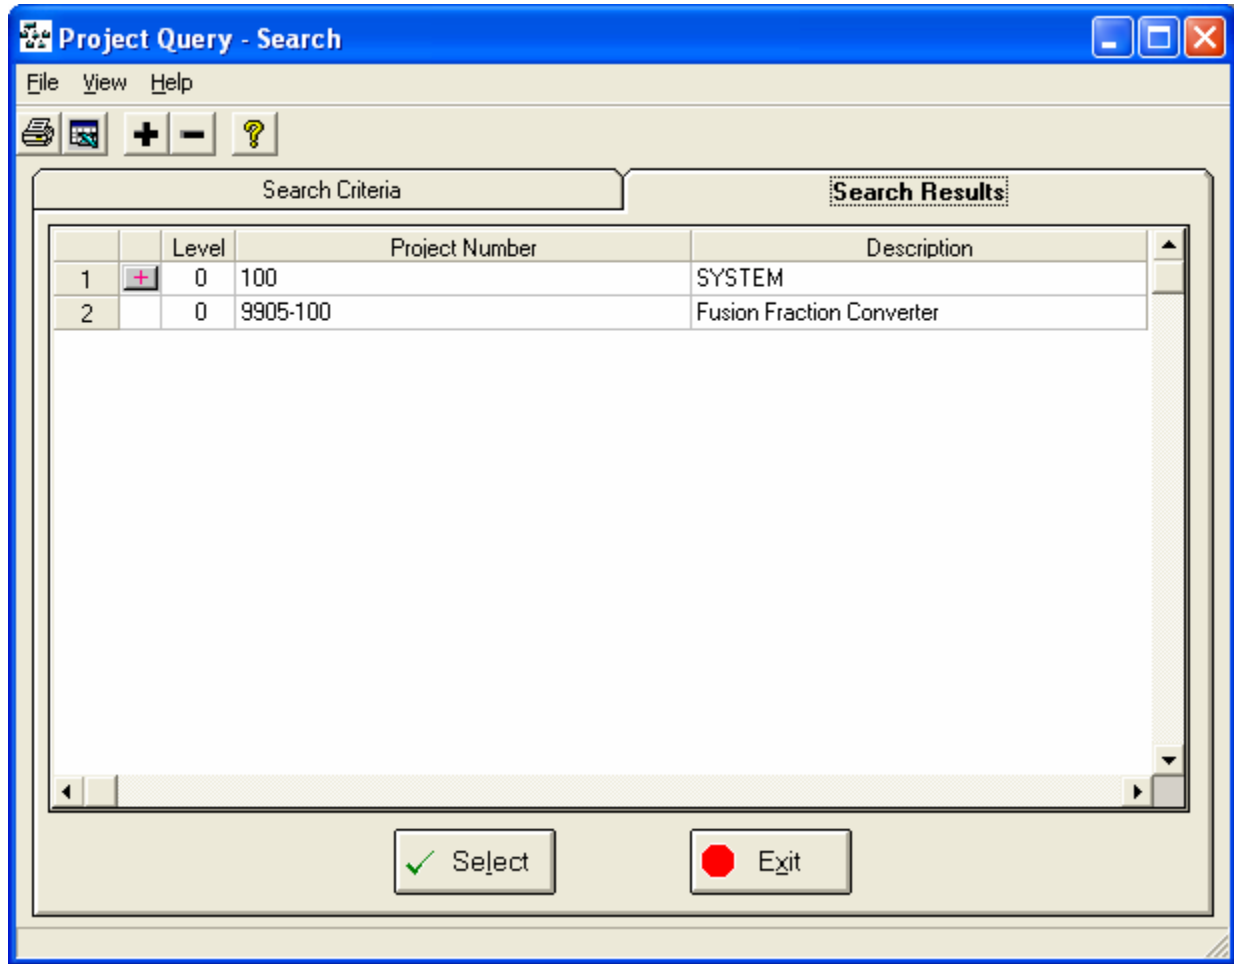 Project Query - Search
File View Help
Search Criteria Search Results
Level Project Number Description
1 0 100 SYSTEM
2 0 9905-100 Fusion Fraction Converter
Select Exit